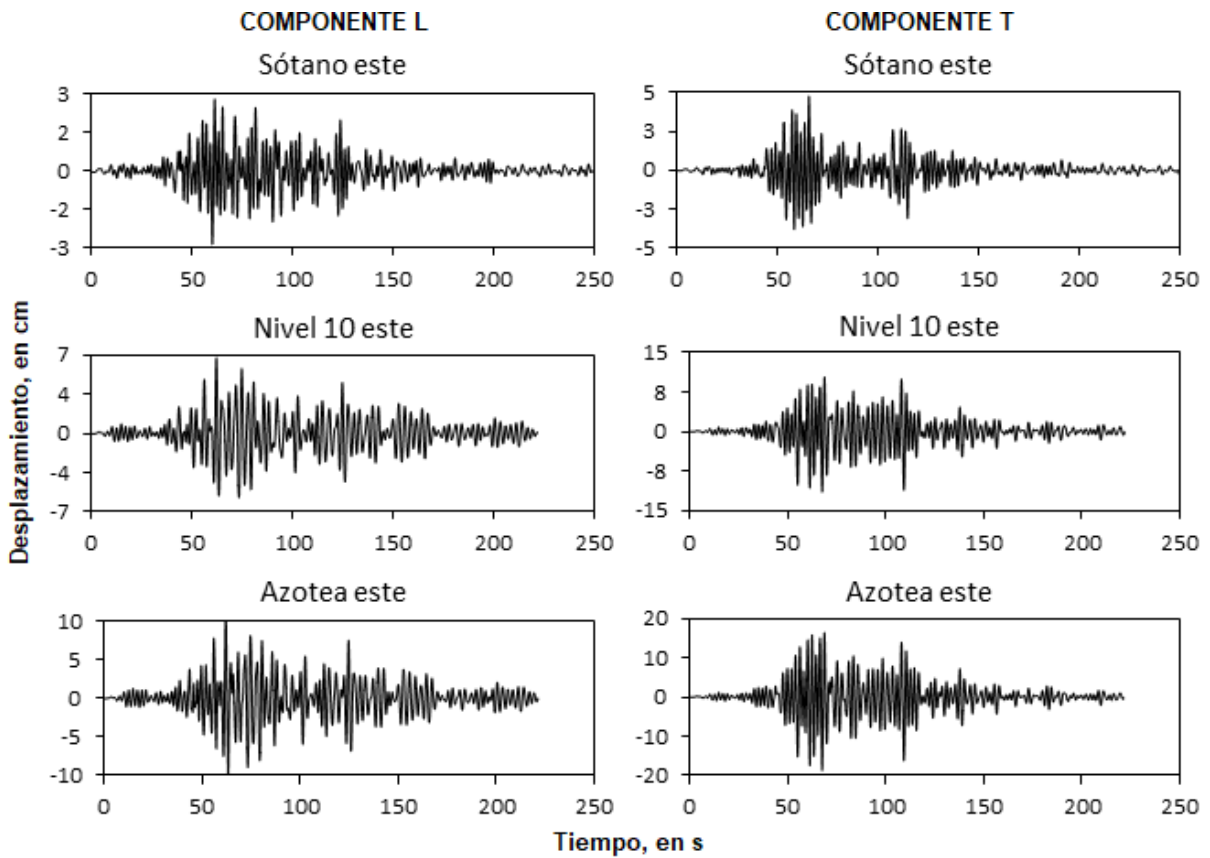 COMPONENTE L
COMPONENTE T
Sótano este
3
2
0
-2
-3
0 50 100 150 200 250
Sótano este
5
3
0
-3
-5
0 50 100 150 200 250
Desplazamiento, en cm
Nivel 10 este
7
4
0
-4
-7
0 50 100 150 200 250
Nivel 10 este
15
8
0
-8
-15
0 50 100 150 200 250
Azotea este
10
5
0
-5
-10
0 50 100 150 200 250
Azotea este
20
10
0
-10
-20
0 50 100 150 200 250
Tiempo, en s